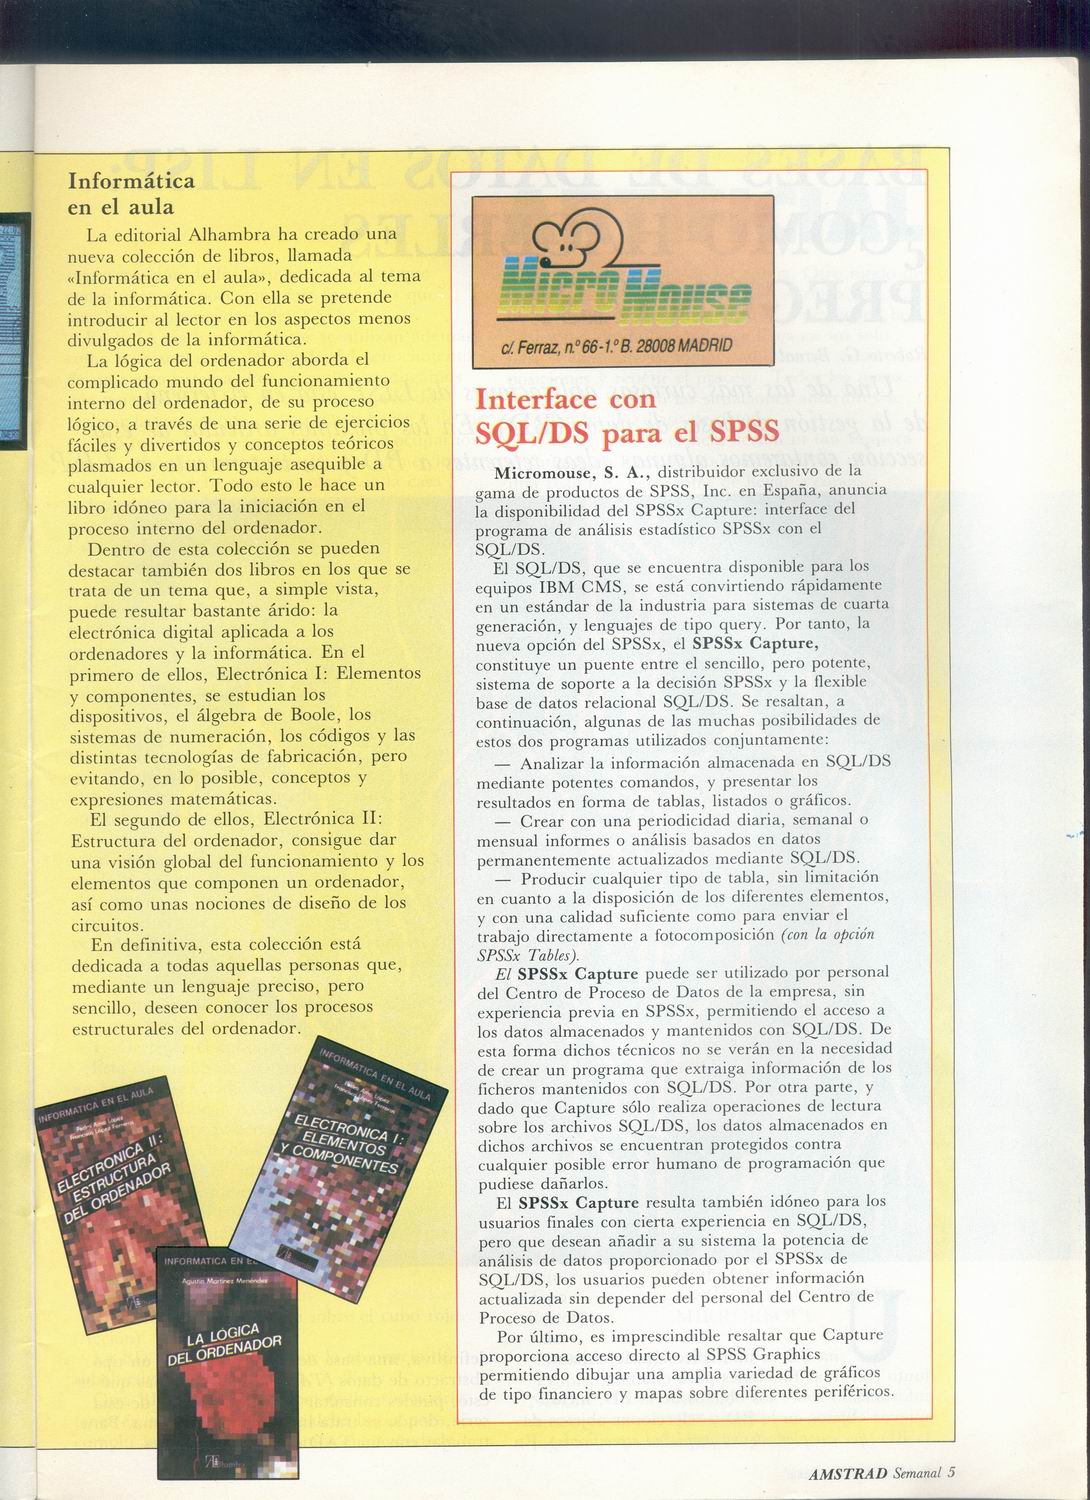 Informática
en el aula
La editorial Alhambra ha creado una
nueva colección de libros, llamada
«Informática en el aula», dedicada al tema
de la informática. Con ella se pretende
introducir al lector en los aspectos menos
divulgados de la informática.
La lógica del ordenador aborda el
complicado mundo del funcionamiento
interno del ordenador, de su proceso
lógico, a través de una serie de ejercicios
fáciles y divertidos y conceptos teóricos
plasmados en un lenguaje asequible a
cualquier lector. Todo esto le hace un
libro idóneo para la iniciación en el
proceso interno del ordenador.
Dentro de esta colección se pueden
destacar también dos libros en los que se
trata de un tema que, a simple vista,
puede resultar bastante árido: la
electrónica digital aplicada a los
ordenadores y la informática. En el
primero de ellos, Electrónica I: Elementos
y componentes, se estudian los
dispositivos, el álgebra de Boole, los
sistemas de numeración, los códigos y las
distintas tecnologías de fabricación, pero
evitando, en lo posible, conceptos y
expresiones matemáticas.
El segundo de ellos, Electrónica II:
Estructura del ordenador, consigue dar
una visión global del funcionamiento y los
elementos que componen un ordenador,
así como unas nociones de diseño de los
circuitos.
En definitiva, esta colección está
dedicada a todas aquellas personas que,
mediante un lenguaje preciso, pero
sencillo, deseen conocer los procesos
estructurales del ordenador.
INFORMATICA EN EL AULA
Pedro Amo López
Francisco López Ferreras
ELECTRONICA II:
ESTRUCTURA
DEL ORDENADOR
INFORMATICA EN EL AULA
Pedro Amo López
Francisco López Ferreras
ELECTRONICA I:
ELEMENTOS
Y COMPONENTES
INFORMATICA EN EL
Agustín Martínez Menéndez
LA LOGICA
DEL ORDENADOR
Alhambra
Micro Mouse
c/. Ferraz, n.º 66-1.º B. 28008 MADRID
Interface con
SQL/DS para el SPSS
Micromouse, S. A., distribuidor exclusivo de la
gama de productos de SPSS, Inc. en España, anuncia
la disponibilidad del SPSSx Capture: interface del
programa de análisis estadístico SPSSx con el
SQL/DS.
El SQL/DS, que se encuentra disponible para los
equipos IBM CMS, se está convirtiendo rápidamente
en un estándar de la industria para sistemas de cuarta
generación, y lenguajes de tipo query. Por tanto, la
nueva opción del SPSSx, el SPSSx Capture,
constituye un puente entre el sencillo, pero potente,
sistema de soporte a la decisión SPSSx y la flexible
base de datos relacional SQL/DS. Se resaltan, a
continuación, algunas de las muchas posibilidades de
estos dos programas utilizados conjuntamente:
— Analizar la información almacenada en SQL/DS
mediante potentes comandos, y presentar los
resultados en forma de tablas, listados o gráficos.
— Crear con una periodicidad diaria, semanal o
mensual informes o análisis basados en datos
permanentemente actualizados mediante SQL/DS.
— Producir cualquier tipo de tabla, sin limitación
en cuanto a la disposición de los diferentes elementos,
y con una calidad suficiente como para enviar el
trabajo directamente a fotocomposición (con la opción
SPSSx Tables).
El SPSSx Capture puede ser utilizado por personal
del Centro de Proceso de Datos de la empresa, sin
experiencia previa en SPSSx, permitiendo el acceso a
los datos almacenados y mantenidos con SQL/DS. De
esta forma dichos técnicos no se verán en la necesidad
de crear un programa que extraiga información de los
ficheros mantenidos con SQL/DS. Por otra parte, y
dado que Capture sólo realiza operaciones de lectura
sobre los archivos SQL/DS, los datos almacenados en
dichos archivos se encuentran protegidos contra
cualquier posible error humano de programación que
pudiese dañarlos.
El SPSSx Capture resulta también idóneo para los
usuarios finales con cierta experiencia en SQL/DS,
pero que desean añadir a su sistema la potencia de
análisis de datos proporcionado por el SPSSx de
SQL/DS, los usuarios pueden obtener información
actualizada sin depender del personal del Centro de
Proceso de Datos.
Por último, es imprescindible resaltar que Capture
proporciona acceso directo al SPSS Graphics
permitiendo dibujar una amplia variedad de gráficos
de tipo financiero y mapas sobre diferentes periféricos.
AMSTRAD Semanal 5